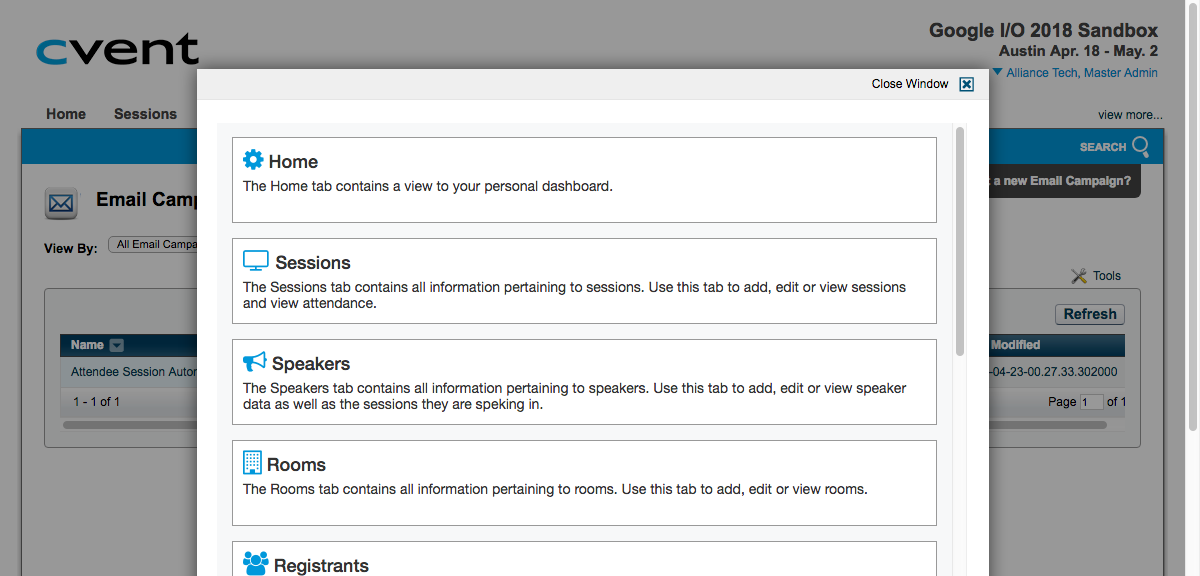 cvent
Google I/O 2018 Sandbox
Austin Apr. 18 - May. 2
Alliance Tech, Master Admin
Close Window
Home Sessions
view more...
SEARCH
a new Email Campaign?
Email Camp
View By: All Email Campa
Tools
Refresh
Name
Modified
Attendee Session Autor
-04-23-00.27.33.302000
1 - 1 of 1
Page 1 of 1
Home
The Home tab contains a view to your personal dashboard.
Sessions
The Sessions tab contains all information pertaining to sessions. Use this tab to add, edit or view sessions
and view attendance.
Speakers
The Speakers tab contains all information pertaining to speakers. Use this tab to add, edit or view speaker
data as well as the sessions they are speking in.
Rooms
The Rooms tab contains all information pertaining to rooms. Use this tab to add, edit or view rooms.
Registrants